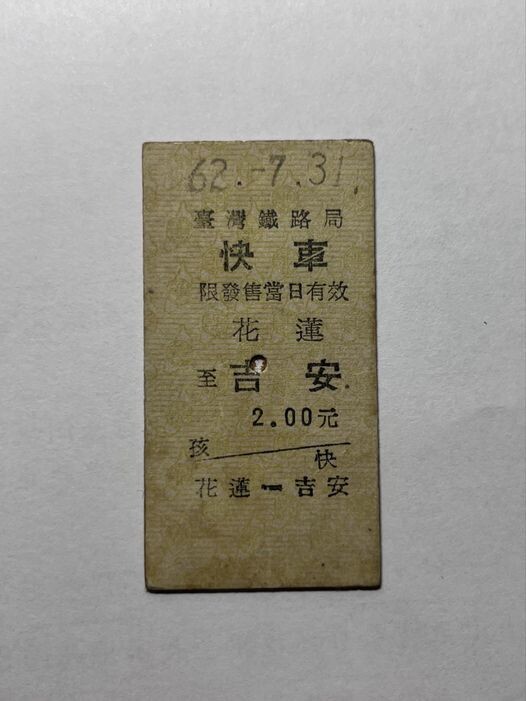 62.-7.31
臺灣鐵路局
快車
限發售當日有效
花蓮
至吉安
2.00元
孩 快
花蓮－吉安